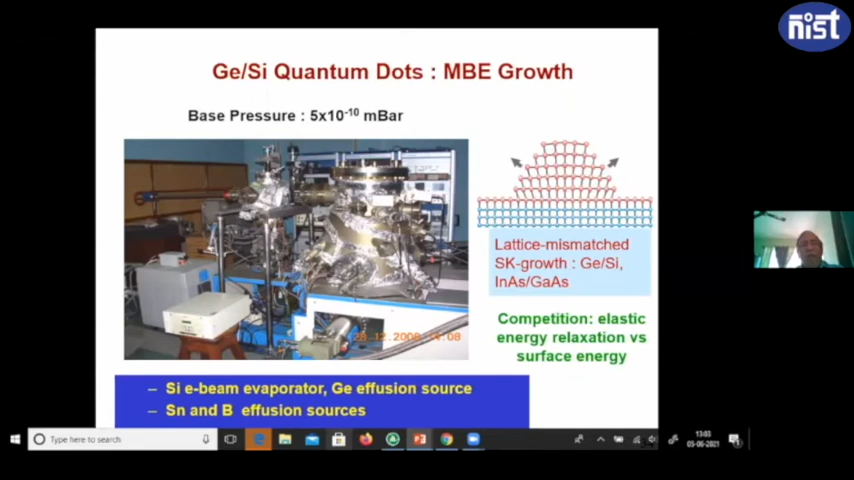 nist
Ge/Si Quantum Dots : MBE Growth
Base Pressure : 5x10⁻¹⁰ mBar
Lattice-mismatched
SK-growth : Ge/Si,
InAs/GaAs
Competition: elastic
energy relaxation vs
surface energy
– Si e-beam evaporator, Ge effusion source
– Sn and B effusion sources
Type here to search
13:03
05-06-2021